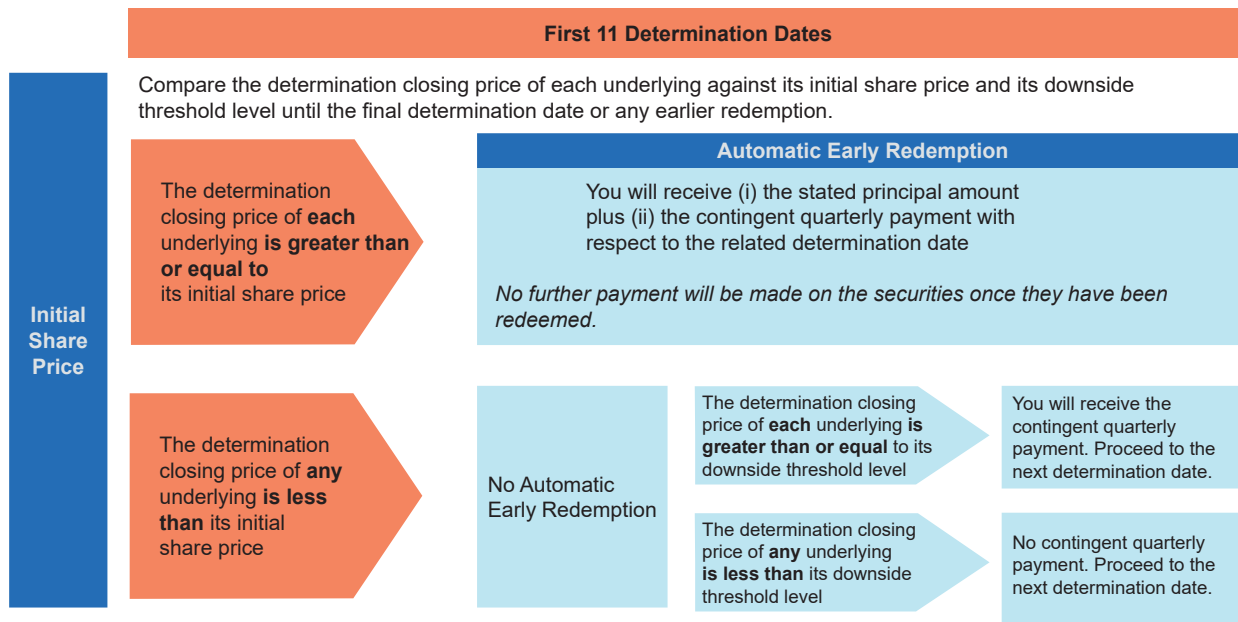 First 11 Determination Dates
Compare the determination closing price of each underlying against its initial share price and its downside
threshold level until the final determination date or any earlier redemption.
Initial
Share
Price
The determination
closing price of each
underlying is greater than
or equal to
its initial share price
Automatic Early Redemption
You will receive (i) the stated principal amount
plus (ii) the contingent quarterly payment with
respect to the related determination date
No further payment will be made on the securities once they have been
redeemed.
The determination
closing price of any
underlying is less
than its initial
share price
No Automatic
Early Redemption
The determination closing
price of each underlying is
greater than or equal to its
downside threshold level
You will receive the
contingent quarterly
payment. Proceed to the
next determination date.
The determination closing
price of any underlying
is less than its downside
threshold level
No contingent quarterly
payment. Proceed to the
next determination date.